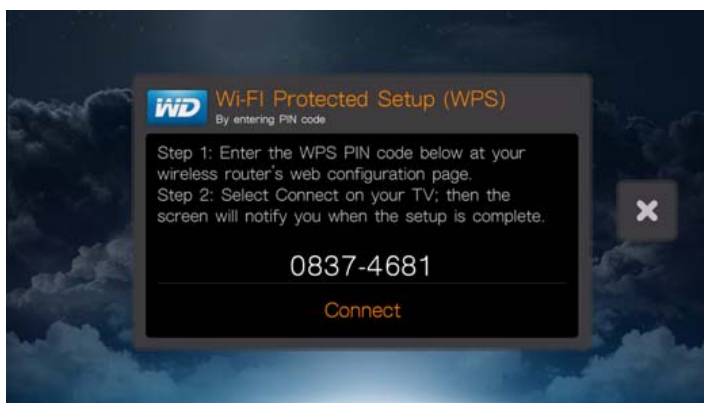 WD
Wi-FI Protected Setup (WPS)
By entering PIN code
Step 1: Enter the WPS PIN code below at your
wireless router's web configuration page.
Step 2: Select Connect on your TV; then the
screen will notify you when the setup is complete.
0837-4681
Connect